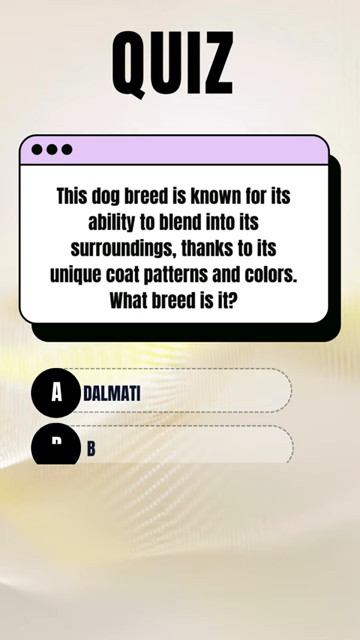 QUIZ
This dog breed is known for its
ability to blend into its
surroundings, thanks to its
unique coat patterns and colors.
What breed is it?
A DALMATI
B B